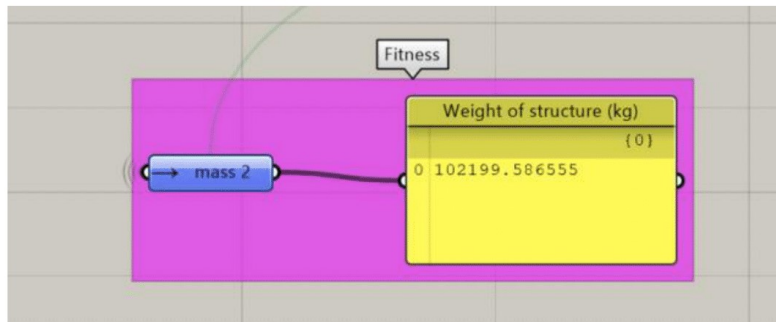 Fitness
Weight of structure (kg)
{0}
→ mass 2
0 102199.586555